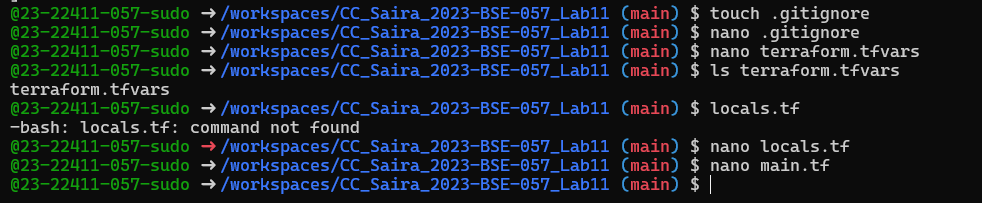 @23-22411-057-sudo ➜ /workspaces/CC_Saira_2023-BSE-057_Lab11 (main) $ touch .gitignore
@23-22411-057-sudo ➜ /workspaces/CC_Saira_2023-BSE-057_Lab11 (main) $ nano .gitignore
@23-22411-057-sudo ➜ /workspaces/CC_Saira_2023-BSE-057_Lab11 (main) $ nano terraform.tfvars
@23-22411-057-sudo ➜ /workspaces/CC_Saira_2023-BSE-057_Lab11 (main) $ ls terraform.tfvars
terraform.tfvars
@23-22411-057-sudo ➜ /workspaces/CC_Saira_2023-BSE-057_Lab11 (main) $ locals.tf
-bash: locals.tf: command not found
@23-22411-057-sudo ➜ /workspaces/CC_Saira_2023-BSE-057_Lab11 (main) $ nano locals.tf
@23-22411-057-sudo ➜ /workspaces/CC_Saira_2023-BSE-057_Lab11 (main) $ nano main.tf
@23-22411-057-sudo ➜ /workspaces/CC_Saira_2023-BSE-057_Lab11 (main) $